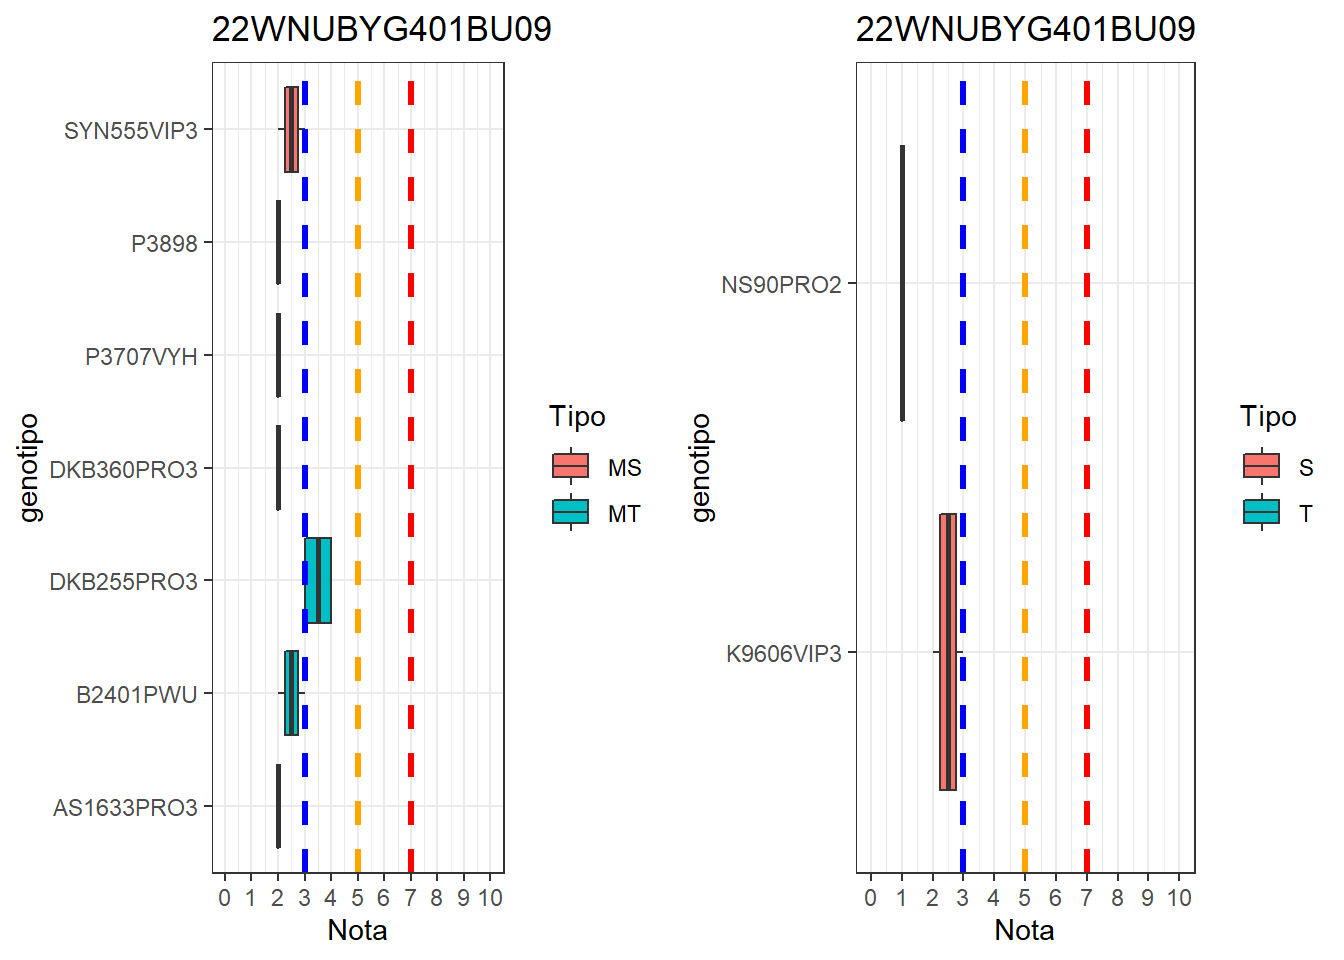 22WNUBYG401BU09
SYN555VIP3
P3898
P3707VYH
DKB360PRO3
DKB255PRO3
B2401PWU
AS1633PRO3
genotipo
0 1 2 3 4 5 6 7 8 9 10
Nota
Tipo
MS
MT
22WNUBYG401BU09
NS90PRO2
K9606VIP3
genotipo
0 1 2 3 4 5 6 7 8 9 10
Nota
Tipo
S
T